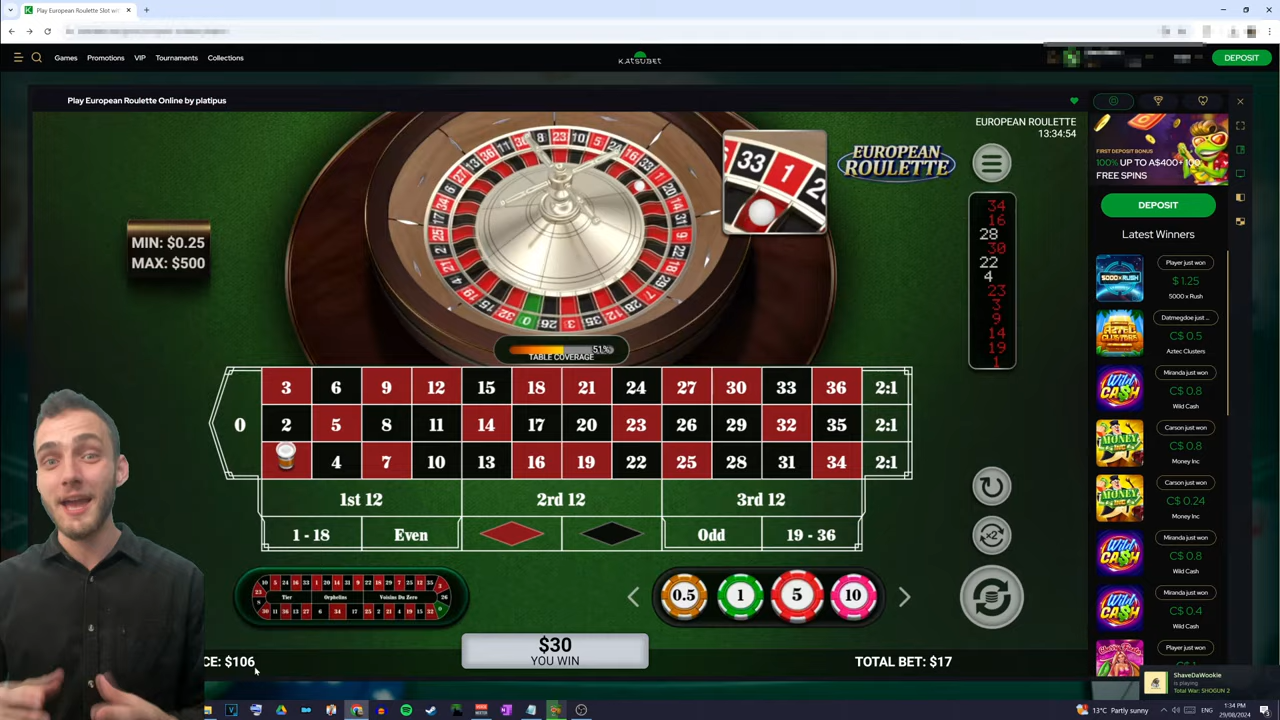 Play European Roulette Slot wi
Games
Promotions
VIP
Tournaments
Collections
KATSUBET
DEPOSIT
Play European Roulette Online by platipus
EUROPEAN ROULETTE
13:34:54
EUROPEAN
ROULETTE
MIN: $0.25
MAX: $500
33 1 2
34
16
28
30
22
4
23
3
9
14
19
1
51%
TABLE COVERAGE
3 6 9 12 15 18 21 24 27 30 33 36 2:1
0 2 5 8 11 14 17 20 23 26 29 32 35 2:1
4 7 10 13 16 19 22 25 28 31 34 2:1
1st 12 2rd 12 3rd 12
1 - 18 Even Odd 19 - 36
Tier Orphelins Voisins Du Zero
0.5 1 5 10
$30
YOU WIN
CE: $106
TOTAL BET: $17
FIRST DEPOSIT BONUS
100% UP TO A$400+100
FREE SPINS
DEPOSIT
Latest Winners
Player just won
$ 1.25
5000 x Rush
Datmegdoe just ...
C$ 0.5
Aztec Clusters
Miranda just won
C$ 0.8
Wild Cash
Carson just won
C$ 0.8
Money Inc
Carson just won
C$ 0.24
Money Inc
Miranda just won
C$ 0.8
Wild Cash
Miranda just won
C$ 0.4
Wild Cash
Player just won
ShaveDaWookie
is playing
Total War: SHOGUN 2
13°C Partly sunny
ENG
1:34 PM
29/08/2024